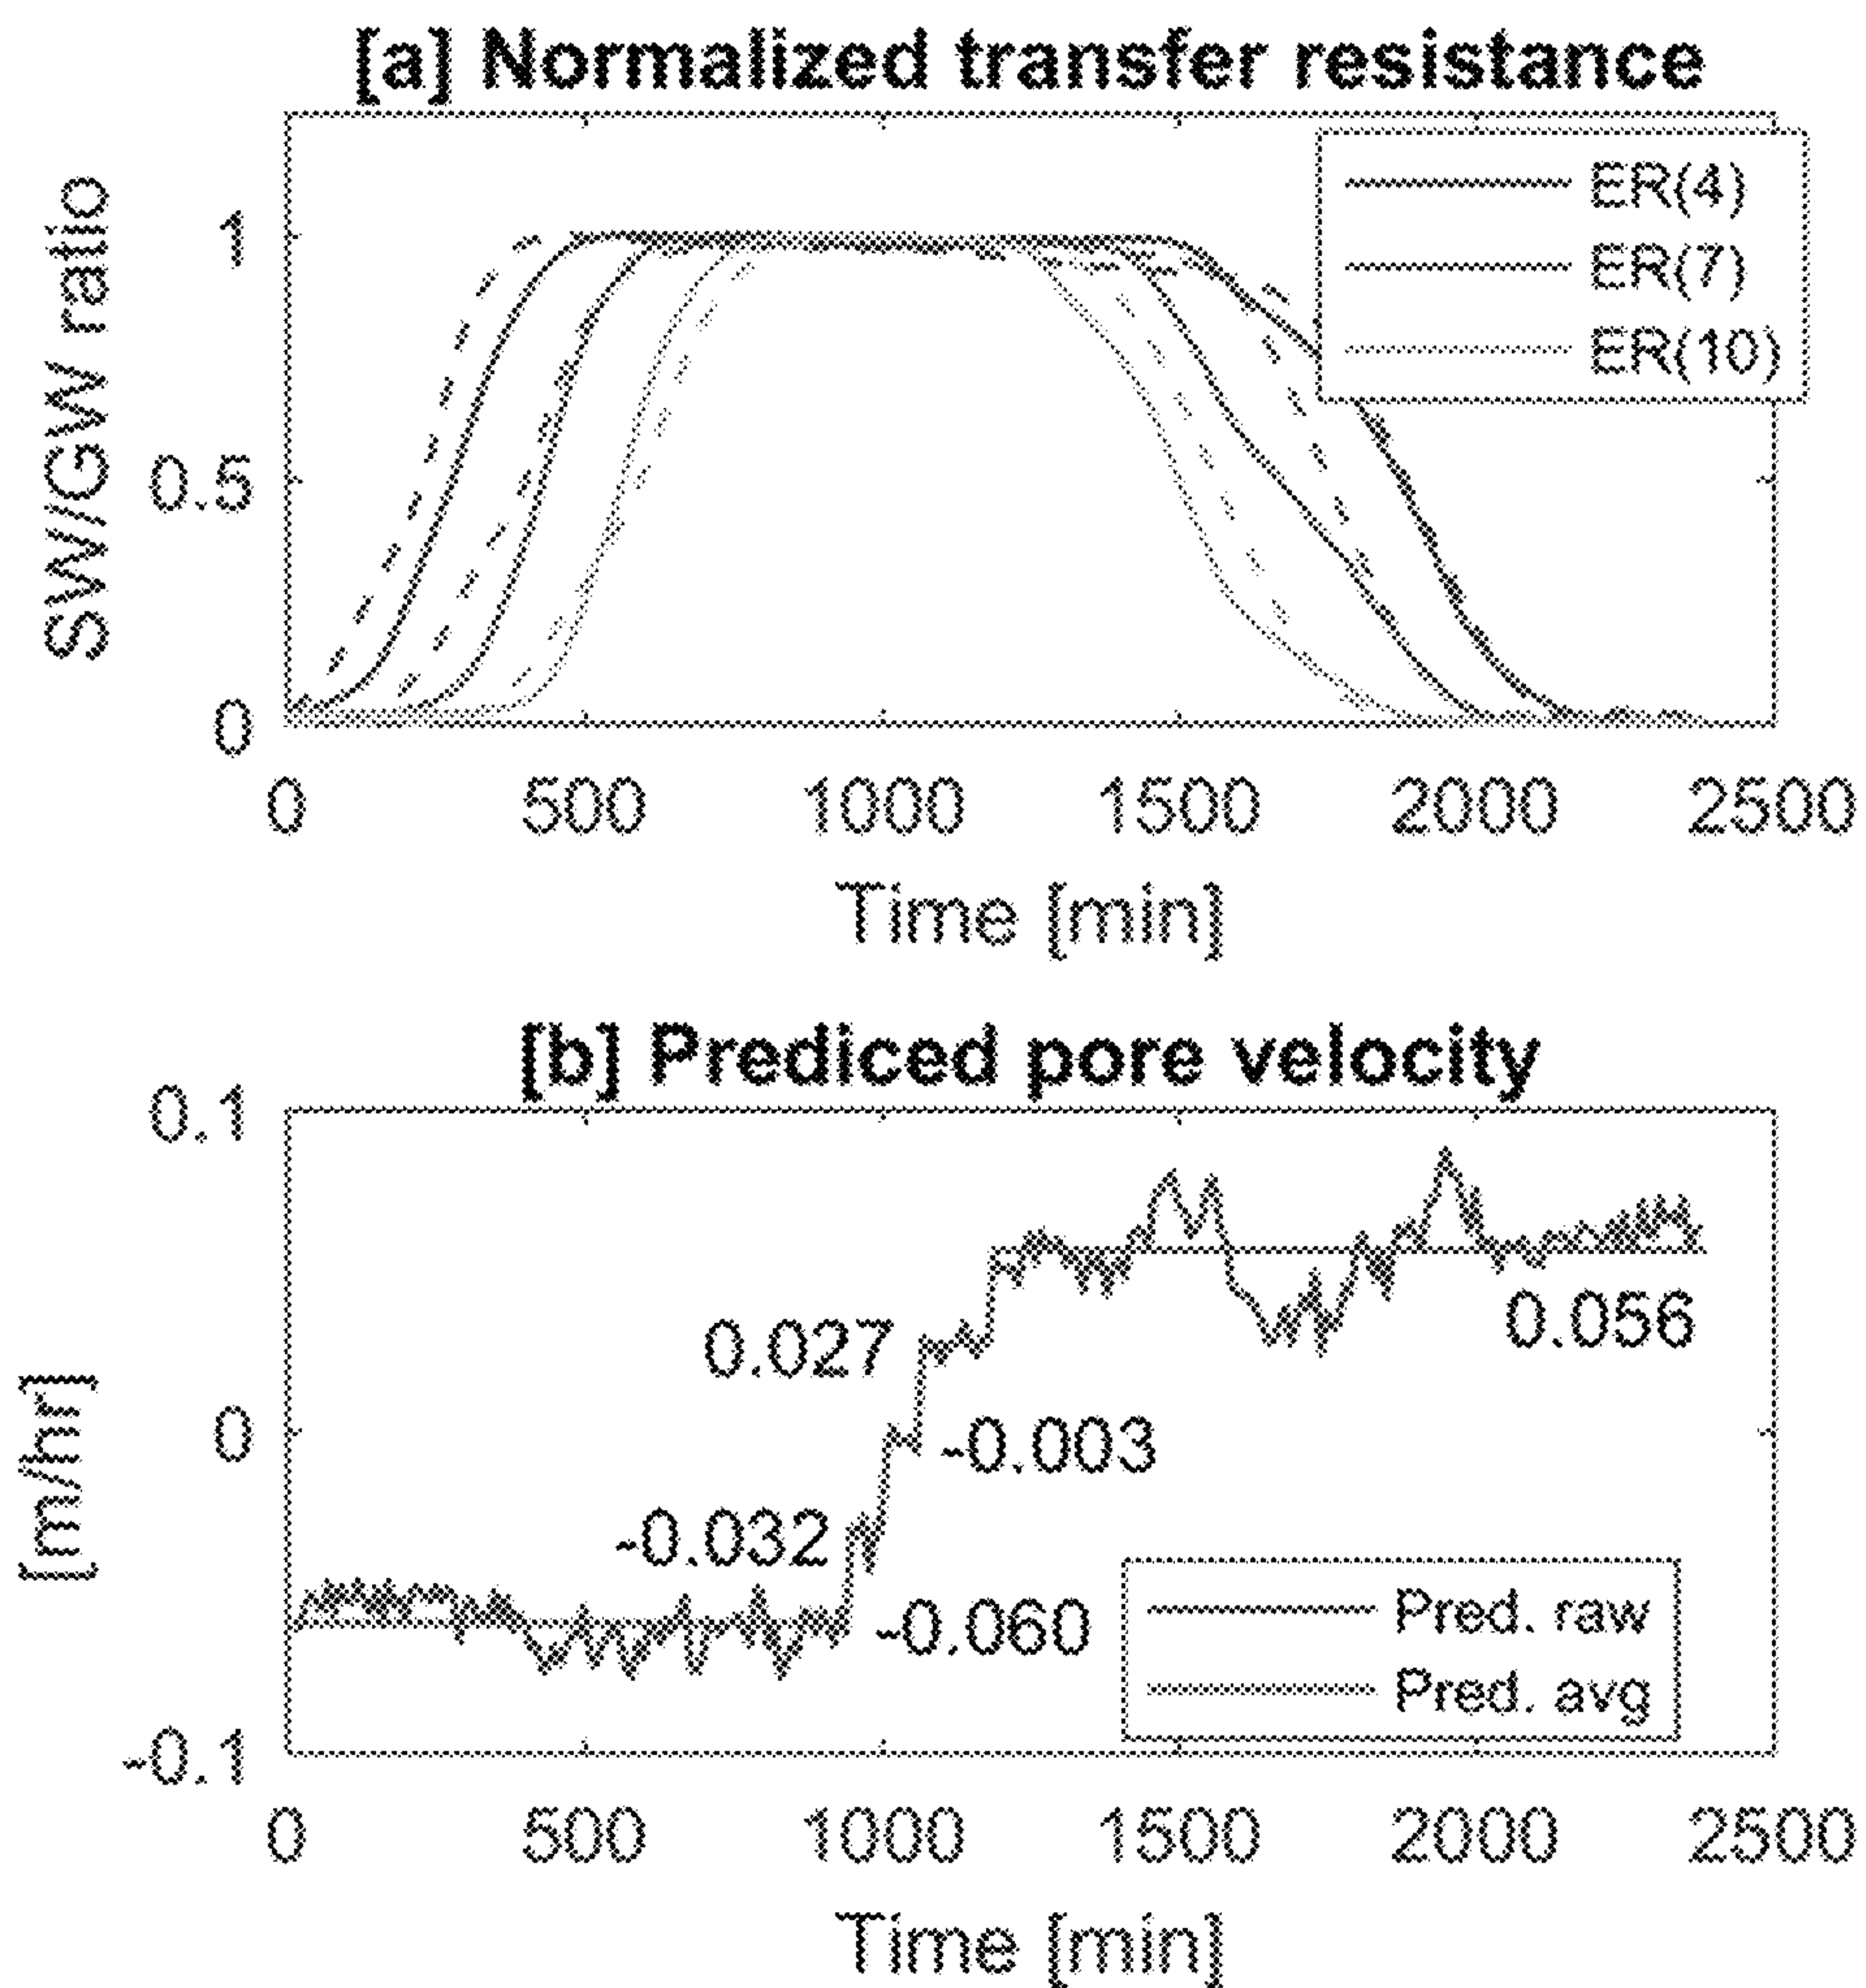 [a] Normalized transfer resistance
SW/GW ratio
1
0.5
0
ER(4)
ER(7)
ER(10)
0 500 1000 1500 2000 2500
Time [min]
[b] Prediced pore velocity
[m/hr]
0.1
0
-0.1
0.027
0.056
-0.003
-0.032
-0.060
Pred. raw
Pred. avg
0 500 1000 1500 2000 2500
Time [min]